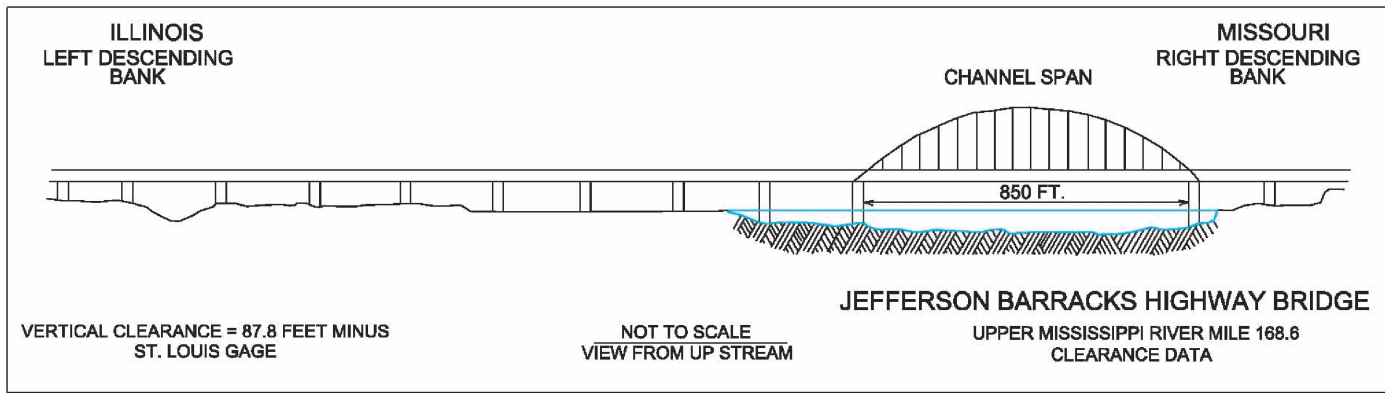 ILLINOIS
LEFT DESCENDING
BANK
MISSOURI
RIGHT DESCENDING
BANK
CHANNEL SPAN
850 FT.
JEFFERSON BARRACKS HIGHWAY BRIDGE
VERTICAL CLEARANCE = 87.8 FEET MINUS
ST. LOUIS GAGE
NOT TO SCALE
VIEW FROM UP STREAM
UPPER MISSISSIPPI RIVER MILE 168.6
CLEARANCE DATA